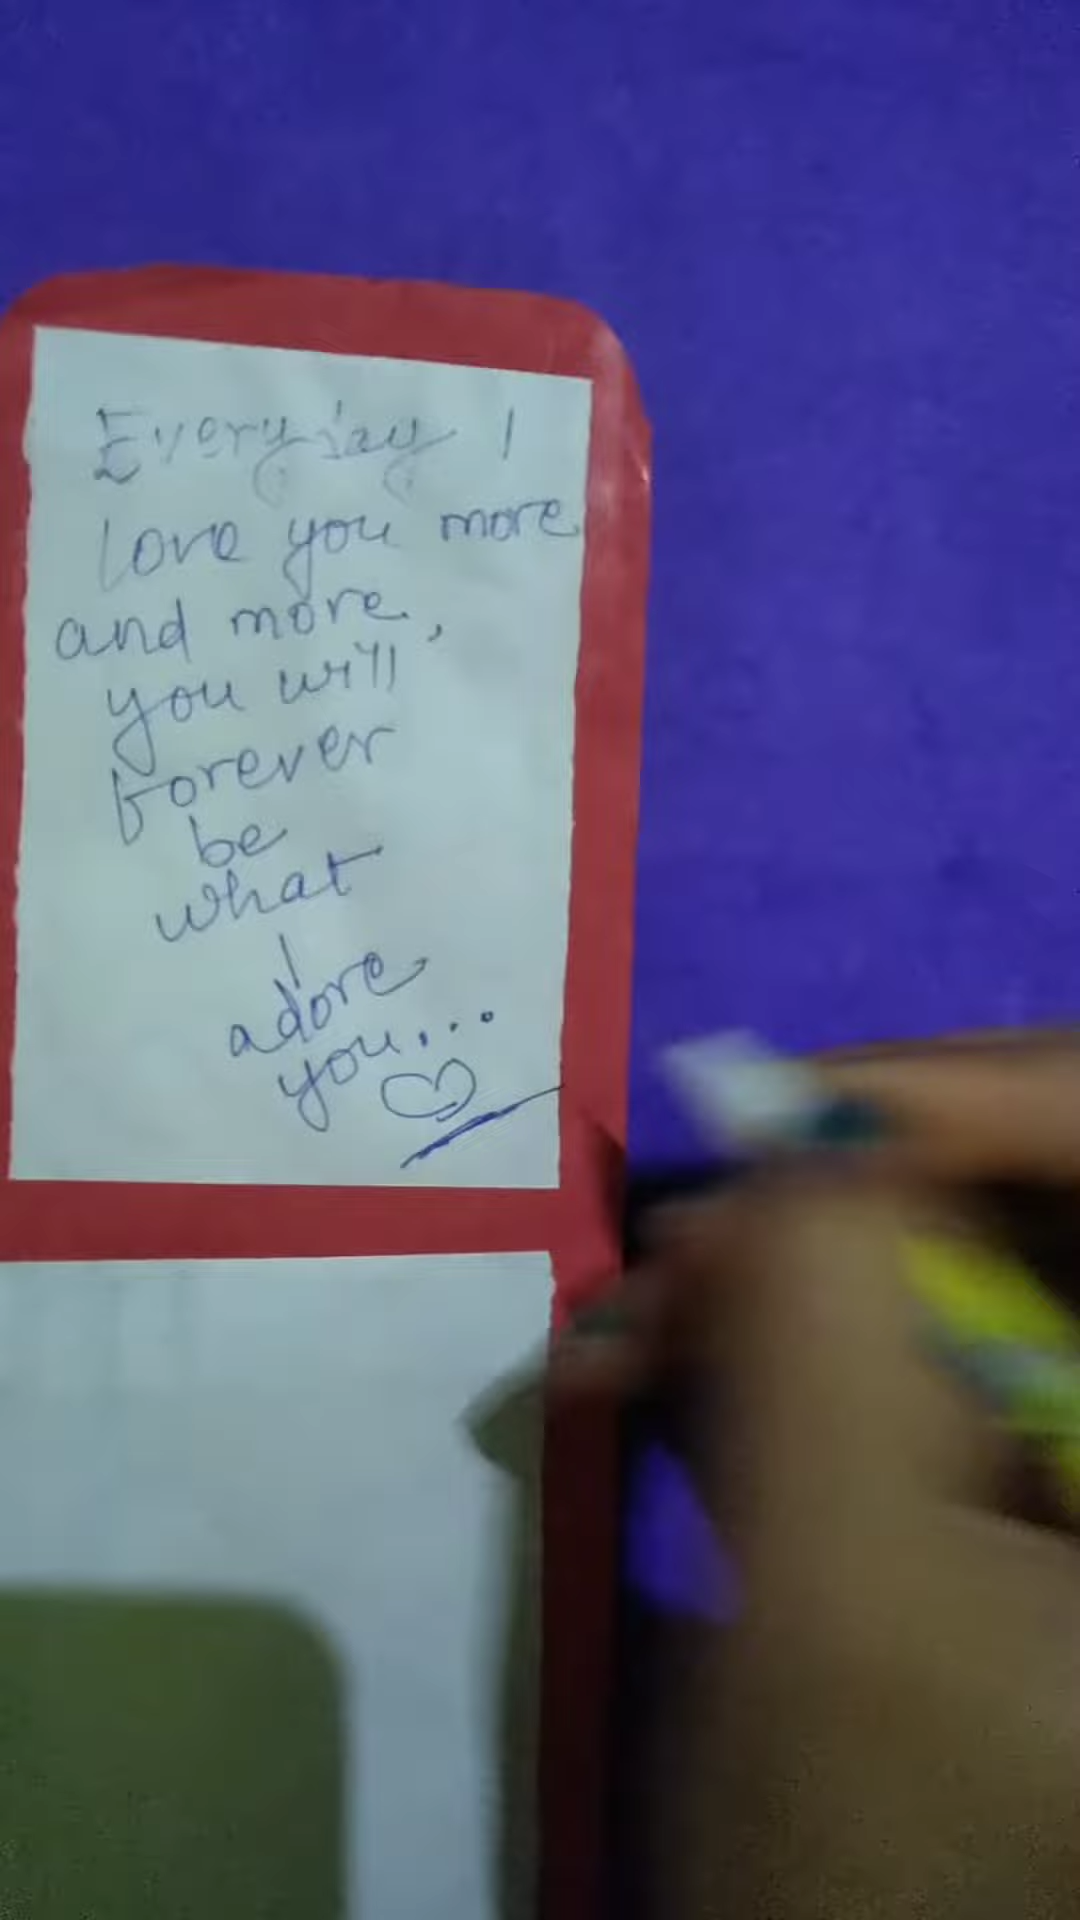 Everyday I
love you more
and more,
you will
forever
be
what
I
adore
you...